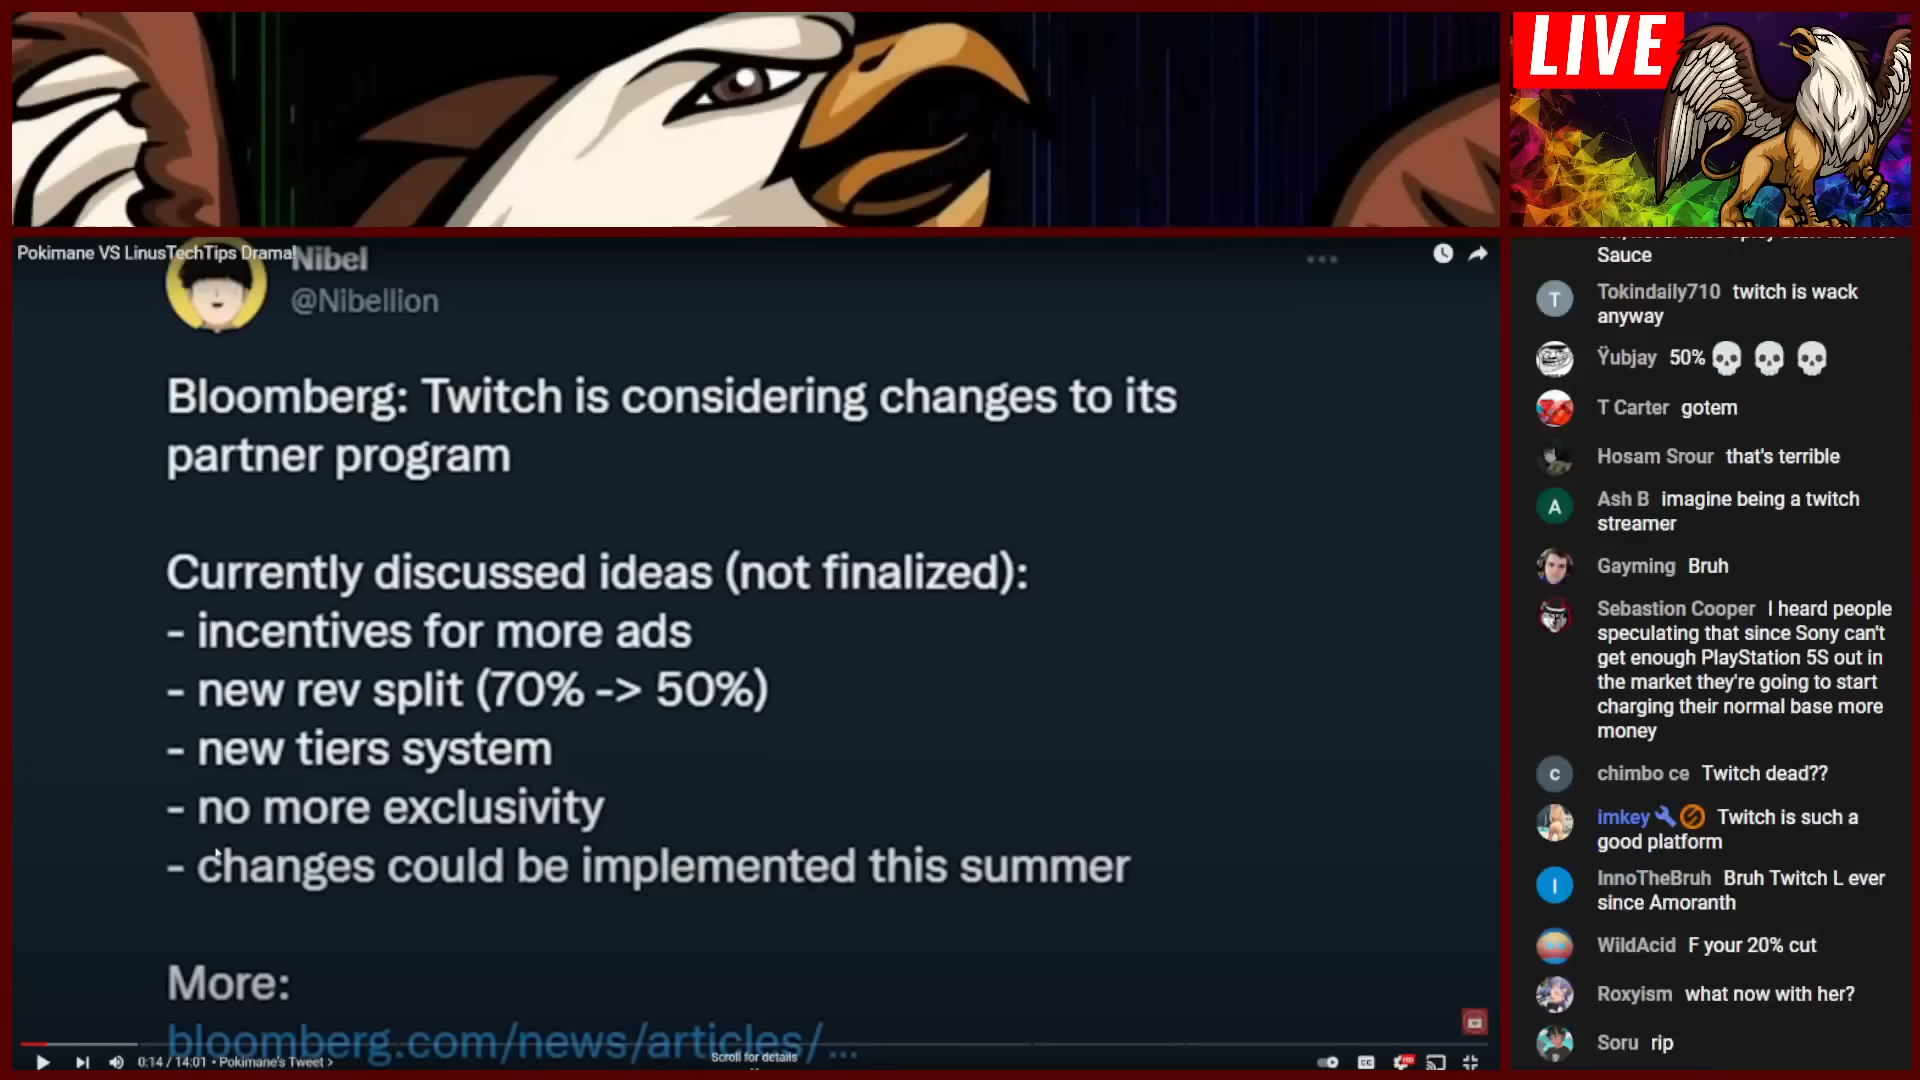 LIVE
Pokimane VS LinusTechTips Drama!
Nibel
@Nibellion
Bloomberg: Twitch is considering changes to its
partner program
Currently discussed ideas (not finalized):
- incentives for more ads
- new rev split (70% -> 50%)
- new tiers system
- no more exclusivity
- changes could be implemented this summer
More:
bloomberg.com/news/articles/...
0:14 / 14:01 • Pokimane's Tweet >
Scroll for details
Sauce
T
Tokindaily710 twitch is wack
anyway
Ÿubjay 50%💀 💀 💀
T Carter gotem
Hosam Srour that's terrible
A
Ash B imagine being a twitch
streamer
Gayming Bruh
Sebastion Cooper I heard people
speculating that since Sony can't
get enough PlayStation 5S out in
the market they're going to start
charging their normal base more
money
c
chimbo ce Twitch dead??
imkey Twitch is such a
good platform
I
InnoTheBruh Bruh Twitch L ever
since Amoranth
WildAcid F your 20% cut
Roxyism what now with her?
Soru rip